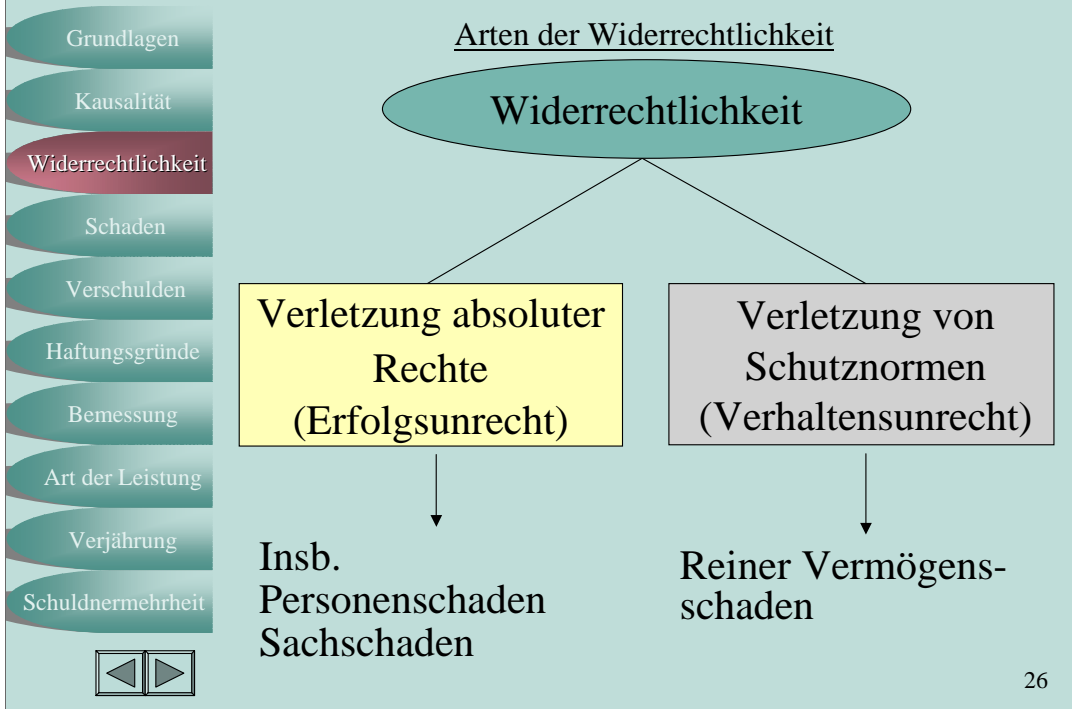 Grundlagen
Kausalität
Widerrechtlichkeit
Schaden
Verschulden
Haftungsgründe
Bemessung
Art der Leistung
Verjährung
Schuldnermehrheit
Arten der Widerrechtlichkeit
Widerrechtlichkeit
Verletzung absoluter
Rechte
(Erfolgsunrecht)
Verletzung von
Schutznormen
(Verhaltensunrecht)
Insb.
Personenschaden
Sachschaden
Reiner Vermögens-
schaden
26